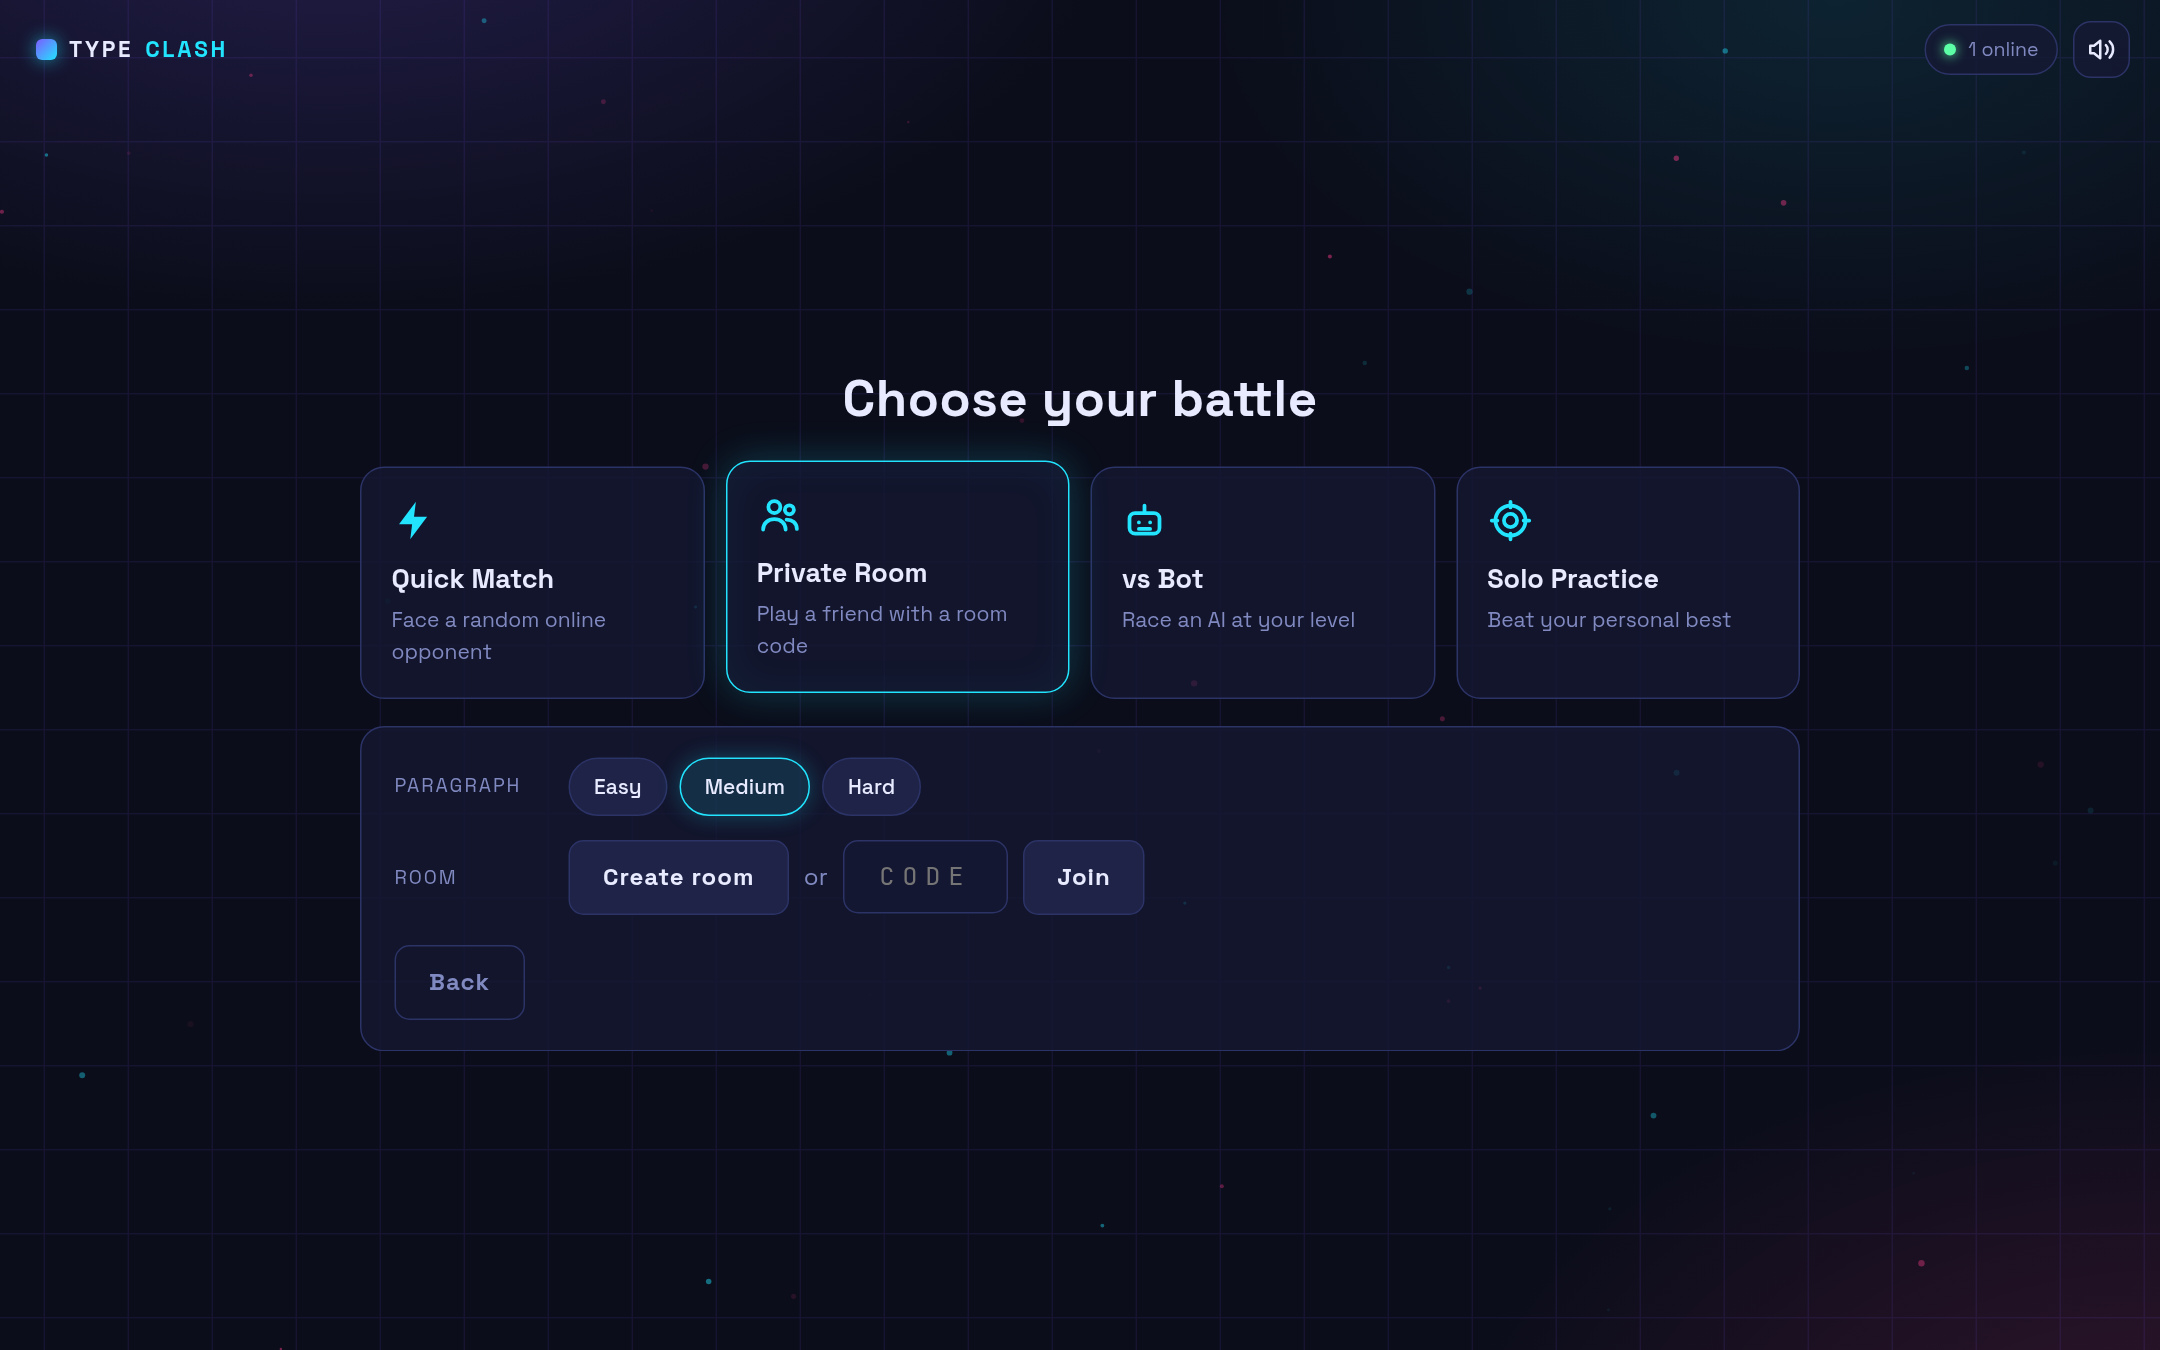 TYPE CLASH
1 online
Choose your battle
Quick Match
Face a random online
opponent
Private Room
Play a friend with a room
code
vs Bot
Race an AI at your level
Solo Practice
Beat your personal best
PARAGRAPH
Easy
Medium
Hard
ROOM
Create room
or
CODE
Join
Back